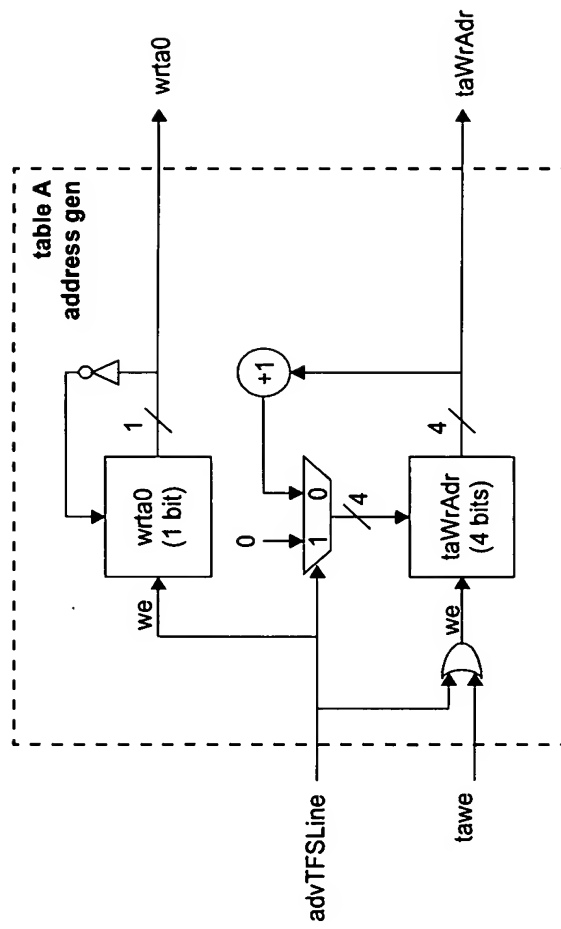 table A
address gen
wrta0
1
wrta0
(1 bit)
we
+1
0
1 0
4
4
taWrAdr
taWrAdr
(4 bits)
we
advTFSLine
tawe